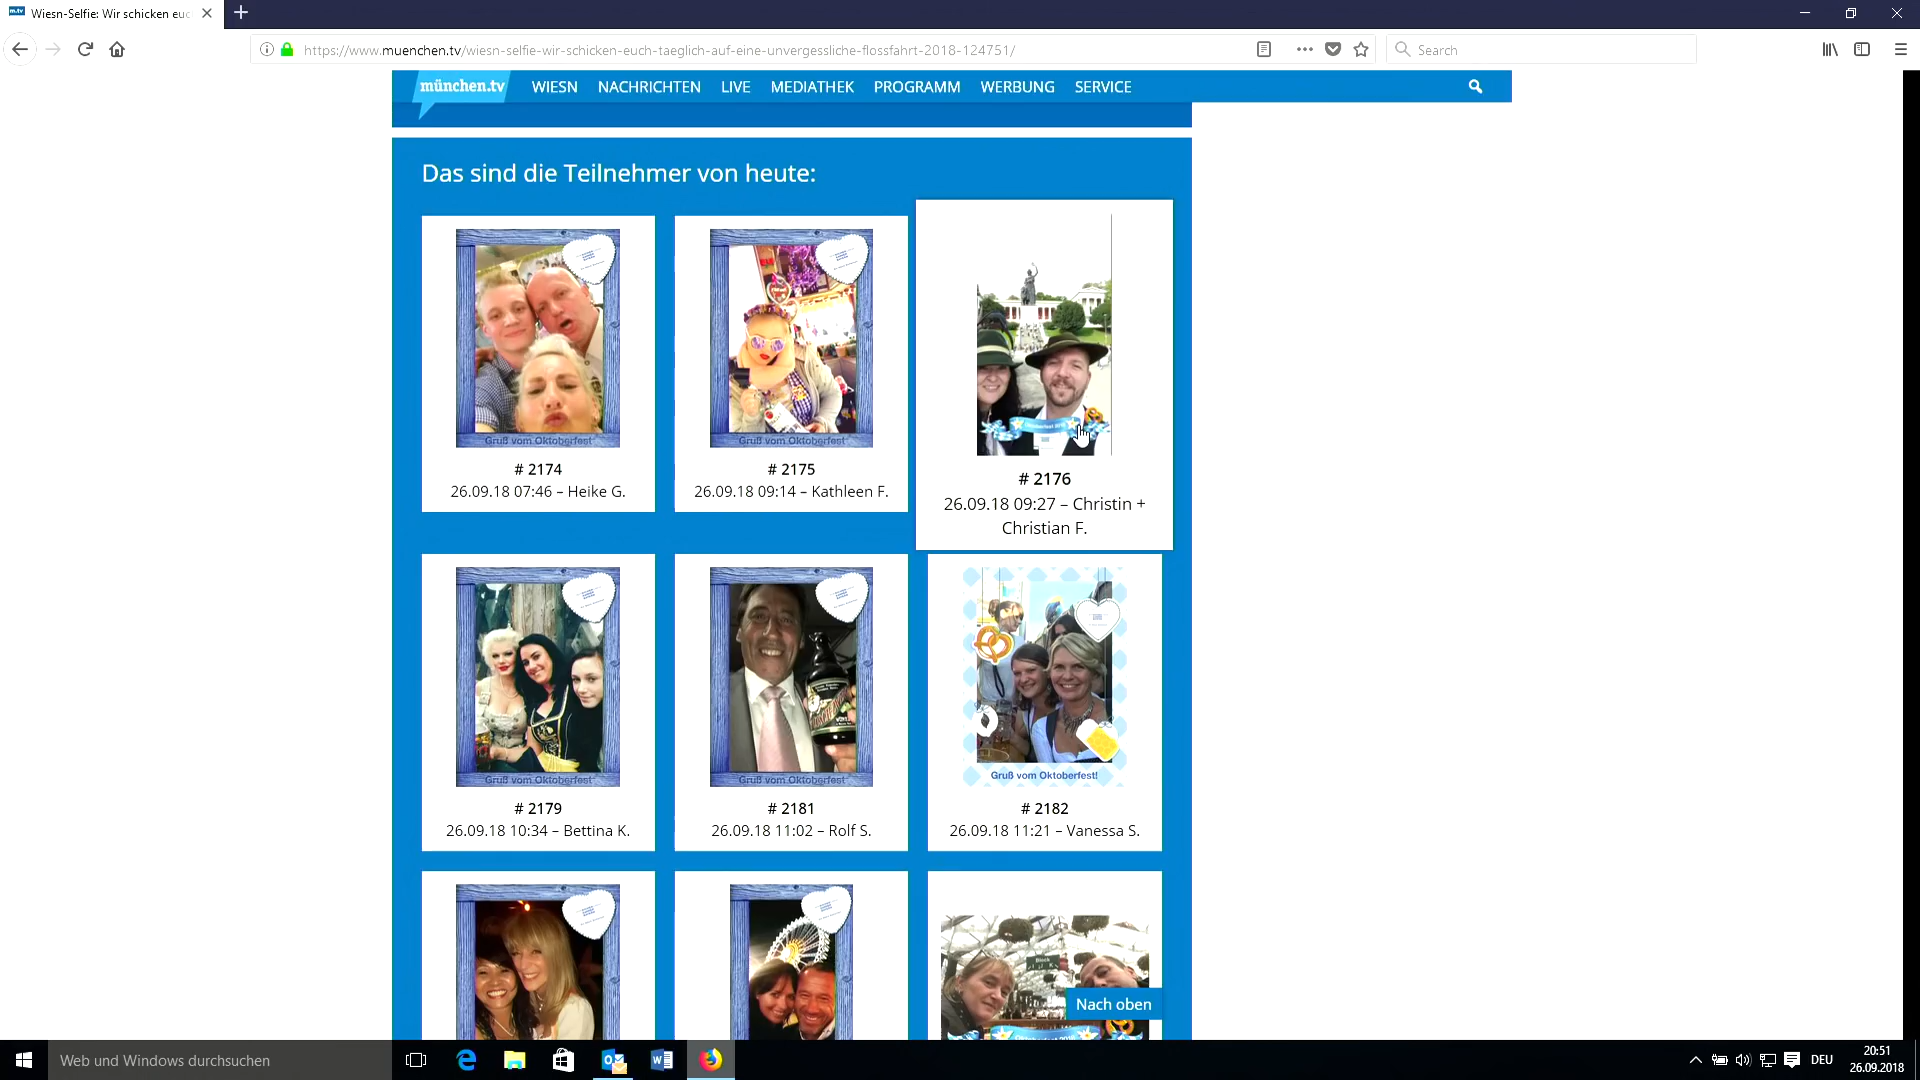 Wiesn-Selfie: Wir schicken euc
https://www.muenchen.tv/wiesn-selfie-wir-schicken-euch-taeglich-auf-eine-unvergessliche-flossfahrt-2018-124751/
Search
münchen.tv WIESN NACHRICHTEN LIVE MEDIATHEK PROGRAMM WERBUNG SERVICE
Das sind die Teilnehmer von heute:
Gruß vom Oktoberfest
# 2174
26.09.18 07:46 – Heike G.
Gruß vom Oktoberfest
# 2175
26.09.18 09:14 – Kathleen F.
# 2176
26.09.18 09:27 – Christin +
Christian F.
Gruß vom Oktoberfest
# 2179
26.09.18 10:34 – Bettina K.
Gruß vom Oktoberfest
# 2181
26.09.18 11:02 – Rolf S.
Gruß vom Oktoberfest!
# 2182
26.09.18 11:21 – Vanessa S.
Nach oben
Web und Windows durchsuchen
DEU
20:51
26.09.2018